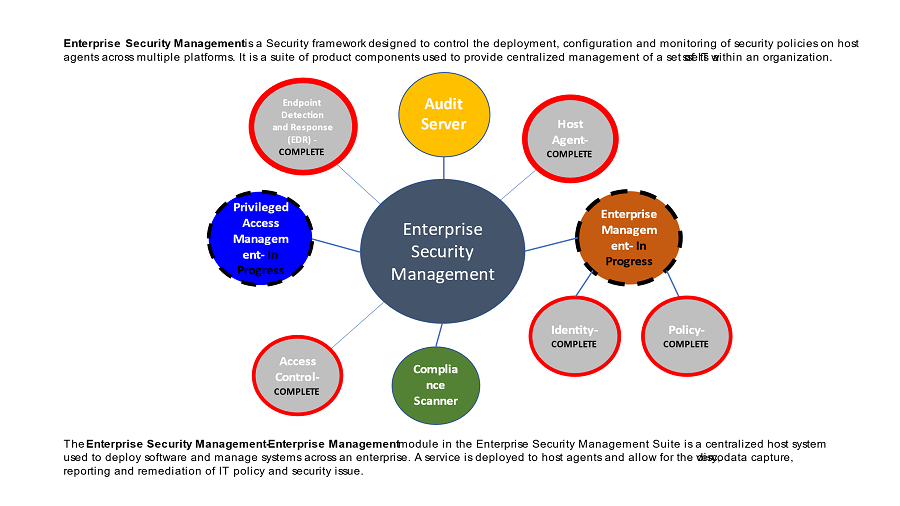 Enterprise Security Management is a Security framework designed to control the deployment, configuration and monitoring of security policies on host
agents across multiple platforms. It is a suite of product components used to provide centralized management of a sets of IT within an organization.
Endpoint
Detection
and Response
(EDR) -
COMPLETE
Audit
Server
Host
Agent-
COMPLETE
Privileged
Access
Managem
ent- In
Progress
Enterprise
Security
Management
Enterprise
Managem
ent- In
Progress
Identity-
COMPLETE
Policy-
COMPLETE
Access
Control-
COMPLETE
Complia
nce
Scanner
The Enterprise Security Management-Enterprise Management module in the Enterprise Security Management Suite is a centralized host system
used to deploy software and manage systems across an enterprise. A service is deployed to host agents and allow for the data capture,
reporting and remediation of IT policy and security issue.